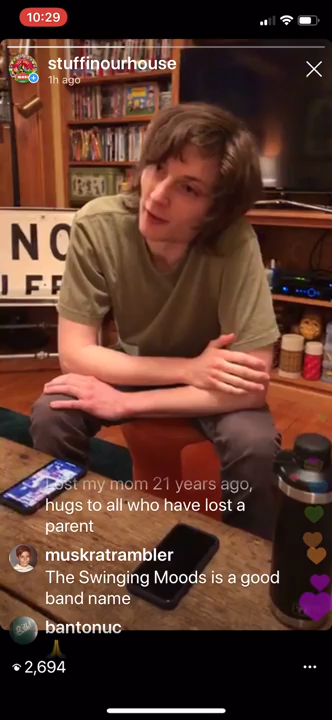 10:29
stuffinourhouse
1h ago
NO
Lost my mom 21 years ago,
hugs to all who have lost a
parent
muskratrambler
The Swinging Moods is a good
band name
bantonuc
🙏
2,694